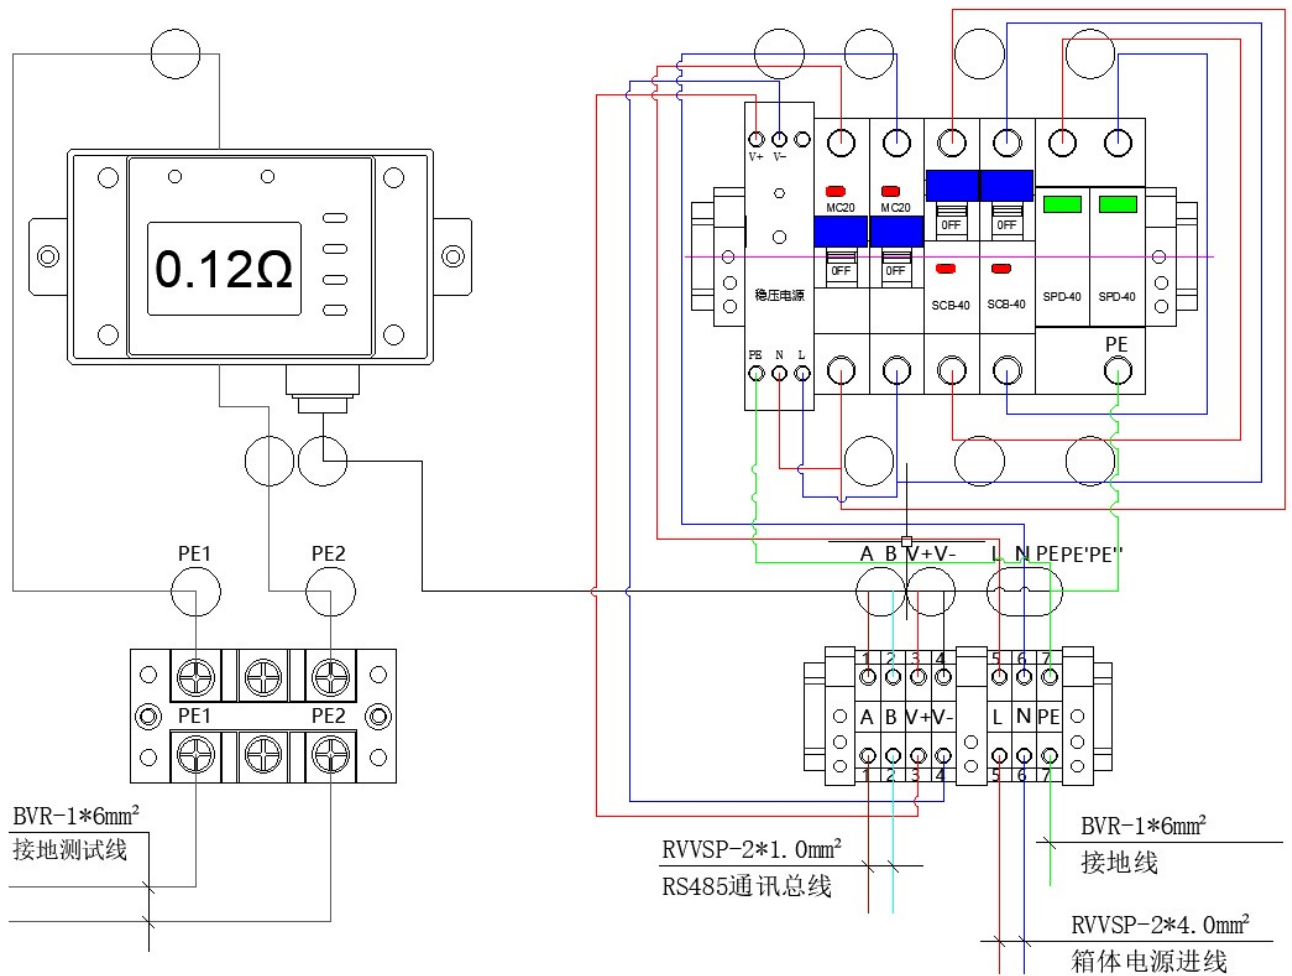 V+ V-
MC20 MC20
0.12Ω
OFF OFF
OFF OFF
稳压电源
SCB-40 SCB-40 SPD-40 SPD-40
PE N L
PE
PE1 PE2
A B V+V- L N PEPE'PE''
1 2 3 4 5 6 7
PE1 PE2
A B V+V- L N PE
1 2 3 4 5 6 7
BVR-1*6mm²
接地测试线
RVVSP-2*1.0mm²
RS485通讯总线
BVR-1*6mm²
接地线
RVVSP-2*4.0mm²
箱体电源进线